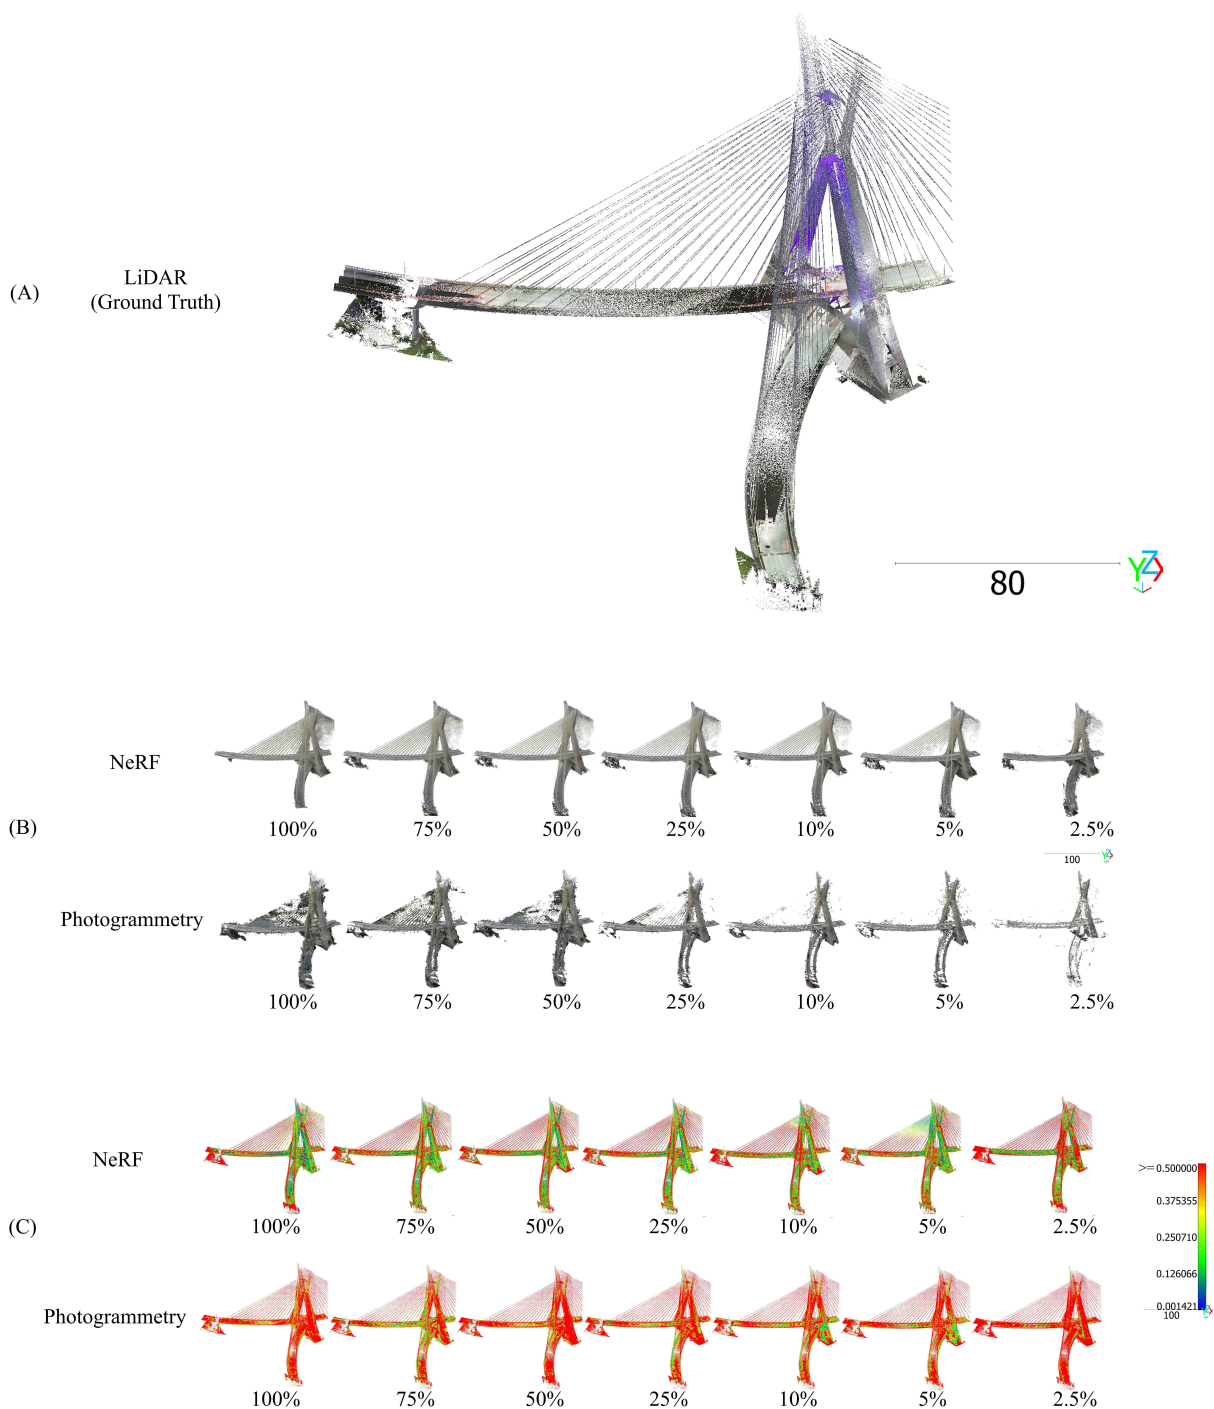 (A)
LiDAR
(Ground Truth)
80
Y Z X
NeRF
100% 75% 50% 25% 10% 5% 2.5%
(B)
100
Photogrammetry
100% 75% 50% 25% 10% 5% 2.5%
NeRF
>=0.500000
0.375355
0.250710
0.126066
0.001421
100
(C)
100% 75% 50% 25% 10% 5% 2.5%
Photogrammetry
100% 75% 50% 25% 10% 5% 2.5%